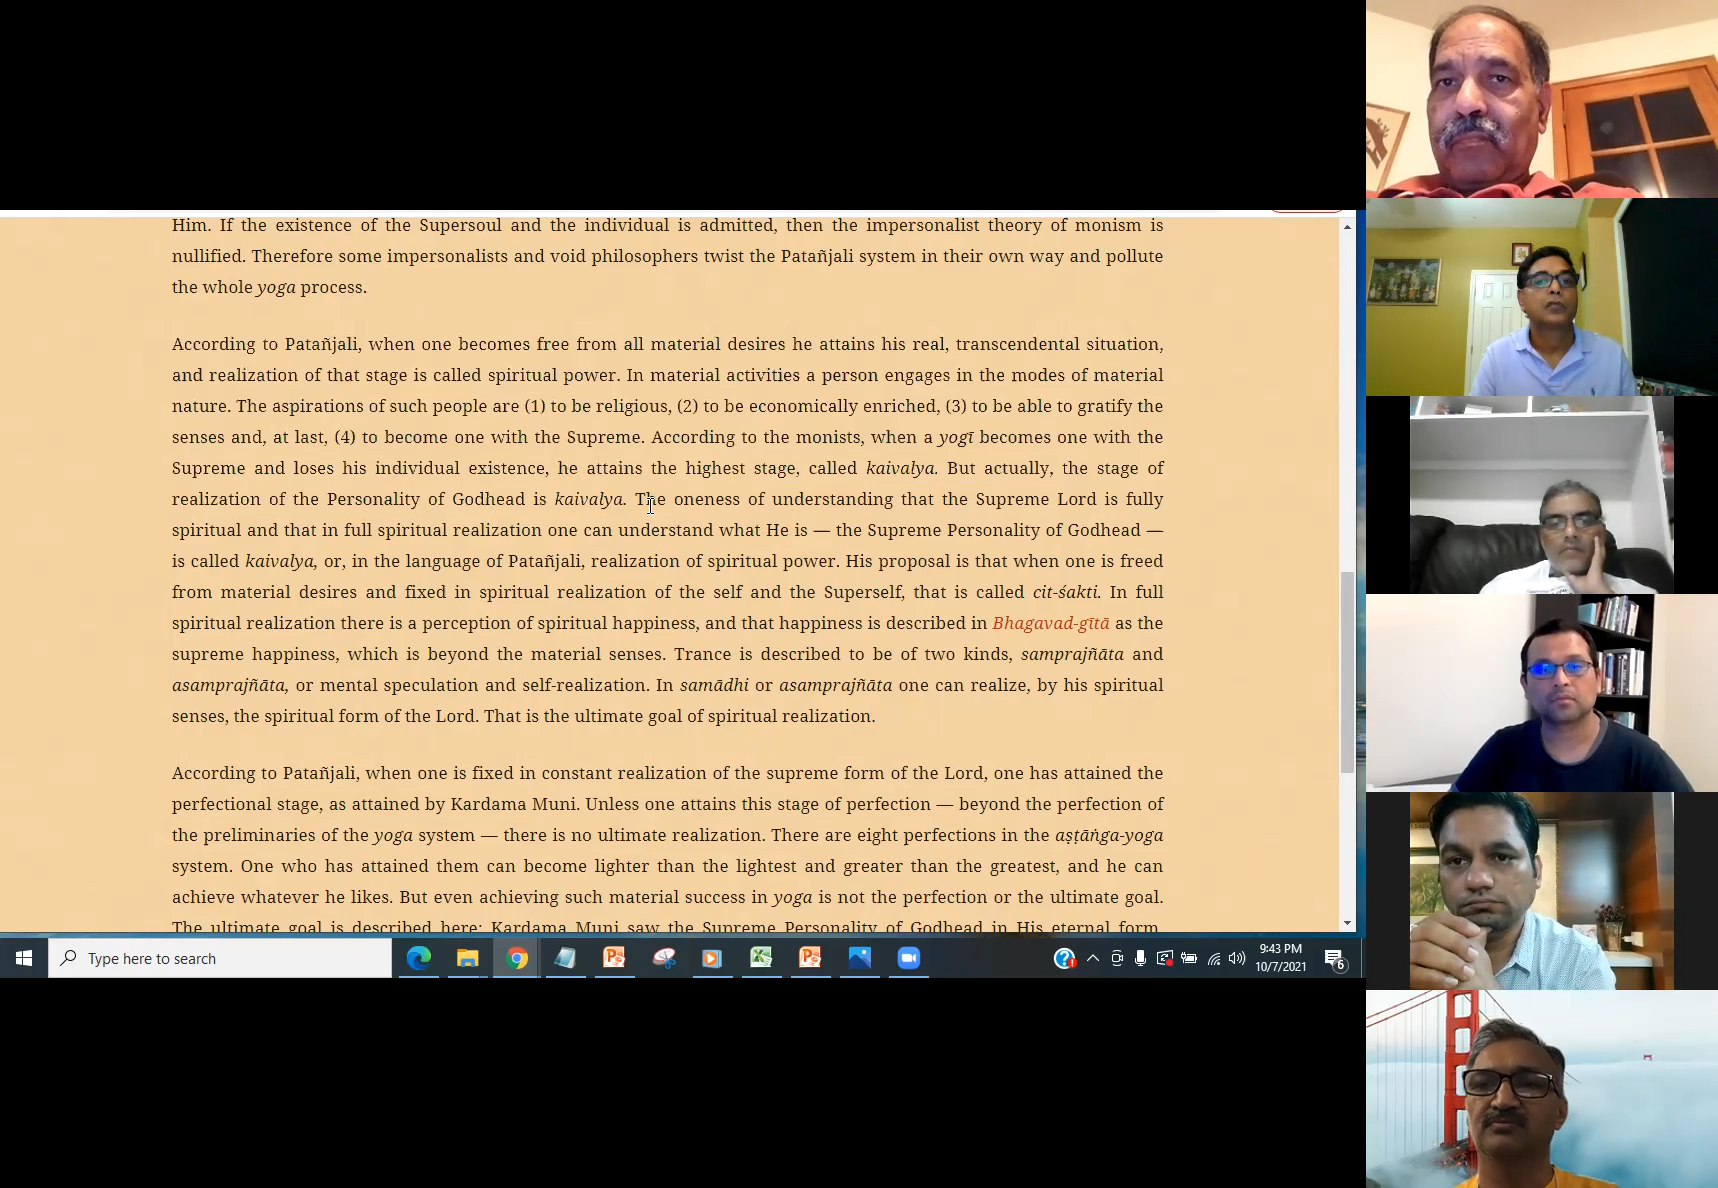 Him. If the existence of the Supersoul and the individual is admitted, then the impersonalist theory of monism is
nullified. Therefore some impersonalists and void philosophers twist the Patañjali system in their own way and pollute
the whole yoga process.
According to Patañjali, when one becomes free from all material desires he attains his real, transcendental situation,
and realization of that stage is called spiritual power. In material activities a person engages in the modes of material
nature. The aspirations of such people are (1) to be religious, (2) to be economically enriched, (3) to be able to gratify the
senses and, at last, (4) to become one with the Supreme. According to the monists, when a yogī becomes one with the
Supreme and loses his individual existence, he attains the highest stage, called kaivalya. But actually, the stage of
realization of the Personality of Godhead is kaivalya. The oneness of understanding that the Supreme Lord is fully
spiritual and that in full spiritual realization one can understand what He is — the Supreme Personality of Godhead —
is called kaivalya, or, in the language of Patañjali, realization of spiritual power. His proposal is that when one is freed
from material desires and fixed in spiritual realization of the self and the Superself, that is called cit-śakti. In full
spiritual realization there is a perception of spiritual happiness, and that happiness is described in Bhagavad-gītā as the
supreme happiness, which is beyond the material senses. Trance is described to be of two kinds, samprajñāta and
asamprajñāta, or mental speculation and self-realization. In samādhi or asamprajñāta one can realize, by his spiritual
senses, the spiritual form of the Lord. That is the ultimate goal of spiritual realization.
According to Patañjali, when one is fixed in constant realization of the supreme form of the Lord, one has attained the
perfectional stage, as attained by Kardama Muni. Unless one attains this stage of perfection — beyond the perfection of
the preliminaries of the yoga system — there is no ultimate realization. There are eight perfections in the aṣṭāṅga-yoga
system. One who has attained them can become lighter than the lightest and greater than the greatest, and he can
achieve whatever he likes. But even achieving such material success in yoga is not the perfection or the ultimate goal.
The ultimate goal is described here: Kardama Muni saw the Supreme Personality of Godhead in His eternal form.
Type here to search
9:43 PM
10/7/2021
6